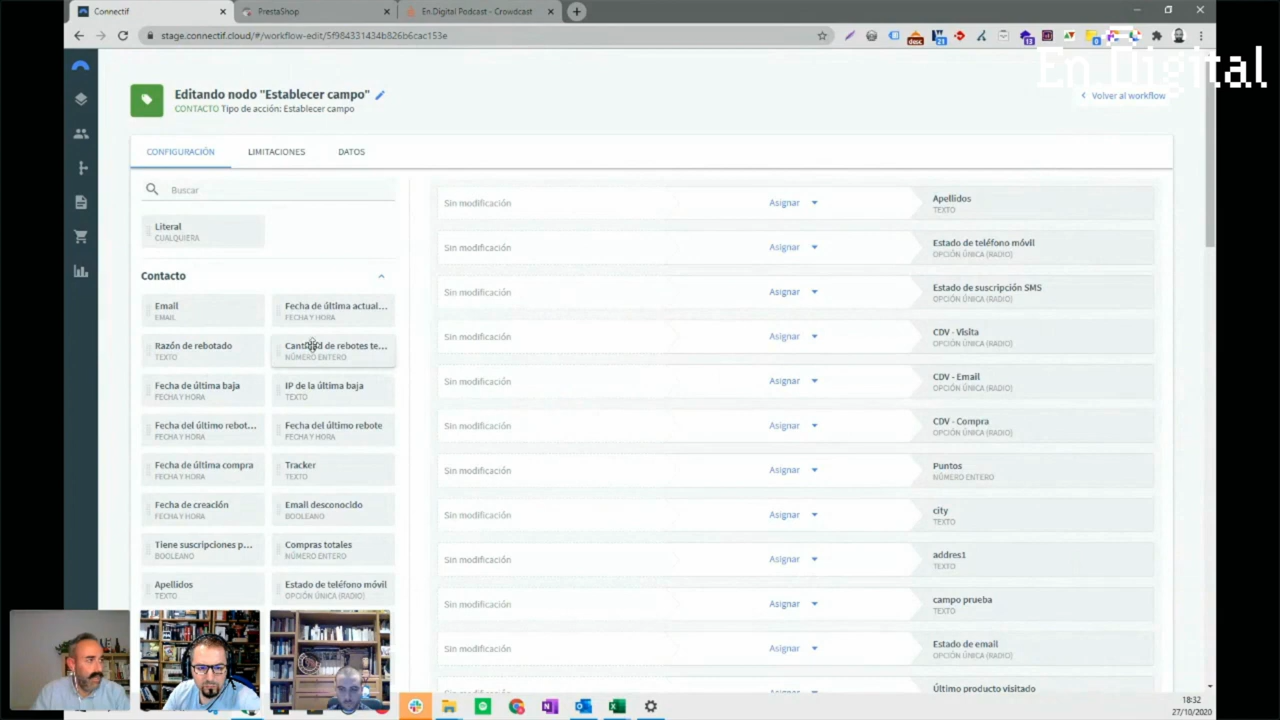 Connectif
PrestaShop
En.Digital Podcast - Crowdcast
stage.connectif.cloud/#/workflow-edit/5f984331434b826b6cac153e
En.Digital
Editando nodo "Establecer campo"
CONTACTO Tipo de acción: Establecer campo
Volver al workflow
CONFIGURACIÓN
LIMITACIONES
DATOS
Buscar
Literal
CUALQUIERA
Contacto
Email
EMAIL
Fecha de última actual...
FECHA Y HORA
Razón de rebotado
TEXTO
Cantidad de rebotes te...
NÚMERO ENTERO
Fecha de última baja
FECHA Y HORA
IP de la última baja
TEXTO
Fecha del último rebot...
FECHA Y HORA
Fecha del último rebote
FECHA Y HORA
Fecha de última compra
FECHA Y HORA
Tracker
TEXTO
Fecha de creación
FECHA Y HORA
Email desconocido
BOOLEANO
Tiene suscripciones p...
BOOLEANO
Compras totales
NÚMERO ENTERO
Apellidos
TEXTO
Estado de teléfono móvil
OPCIÓN ÚNICA (RADIO)
Sin modificación Asignar Apellidos
TEXTO
Sin modificación Asignar Estado de teléfono móvil
OPCIÓN ÚNICA (RADIO)
Sin modificación Asignar Estado de suscripción SMS
OPCIÓN ÚNICA (RADIO)
Sin modificación Asignar CDV - Visita
OPCIÓN ÚNICA (RADIO)
Sin modificación Asignar CDV - Email
OPCIÓN ÚNICA (RADIO)
Sin modificación Asignar CDV - Compra
OPCIÓN ÚNICA (RADIO)
Sin modificación Asignar Puntos
NÚMERO ENTERO
Sin modificación Asignar city
TEXTO
Sin modificación Asignar addres1
TEXTO
Sin modificación Asignar campo prueba
TEXTO
Sin modificación Asignar Estado de email
OPCIÓN ÚNICA (RADIO)
Último producto visitado
18:32
27/10/2020